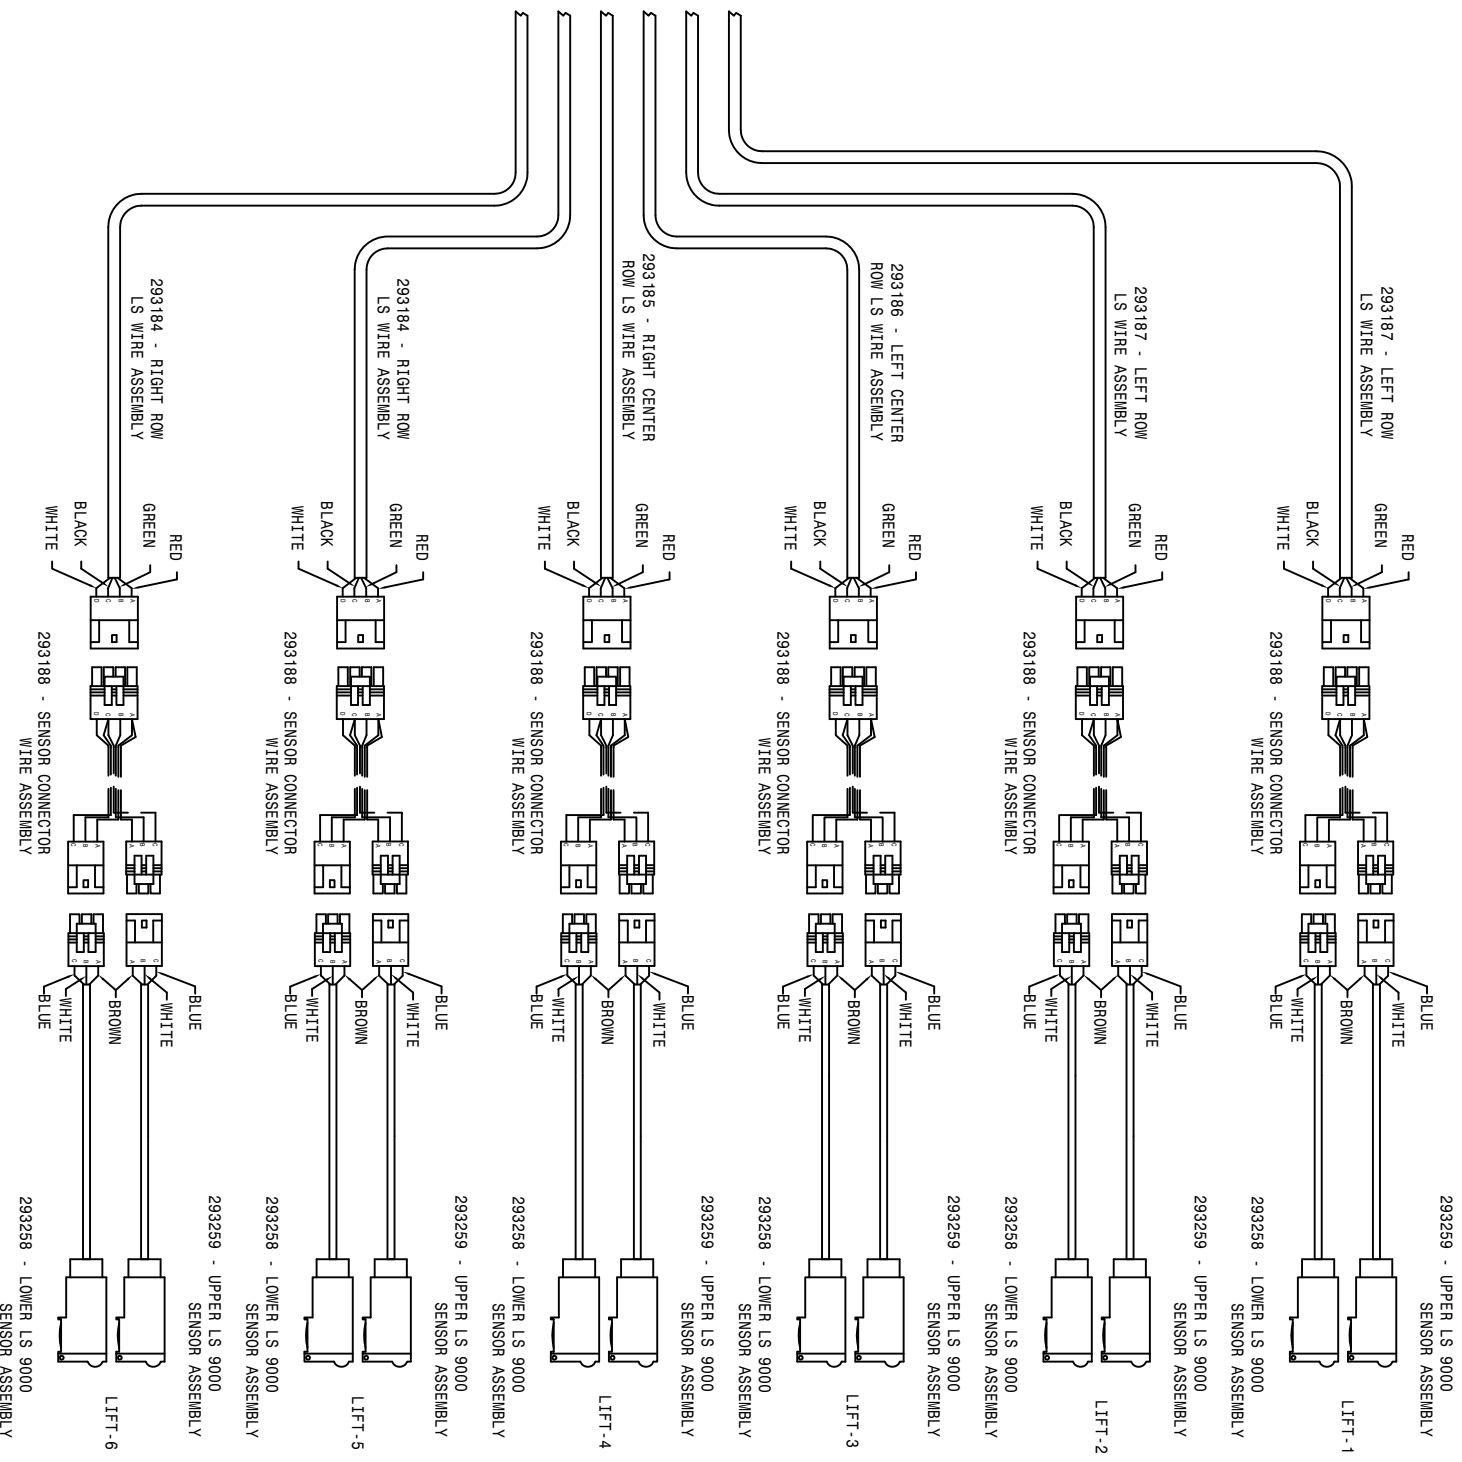 293187 - LEFT ROW
LS WIRE ASSEMBLY
RED
GREEN
BLACK
WHITE
A
B
C
D
A
B
C
D
293188 - SENSOR CONNECTOR
WIRE ASSEMBLY
C
B
A
A
B
C
C
B
A
A
B
C
BLUE
WHITE
BROWN
WHITE
BLUE
293259 - UPPER LS 9000
SENSOR ASSEMBLY
LIFT-1
293258 - LOWER LS 9000
SENSOR ASSEMBLY
293187 - LEFT ROW
LS WIRE ASSEMBLY
RED
GREEN
BLACK
WHITE
A
B
C
D
A
B
C
D
293188 - SENSOR CONNECTOR
WIRE ASSEMBLY
C
B
A
A
B
C
C
B
A
A
B
C
BLUE
WHITE
BROWN
WHITE
BLUE
293259 - UPPER LS 9000
SENSOR ASSEMBLY
LIFT-2
293258 - LOWER LS 9000
SENSOR ASSEMBLY
293186 - LEFT CENTER
ROW LS WIRE ASSEMBLY
RED
GREEN
BLACK
WHITE
A
B
C
D
A
B
C
D
293188 - SENSOR CONNECTOR
WIRE ASSEMBLY
C
B
A
A
B
C
C
B
A
A
B
C
BLUE
WHITE
BROWN
WHITE
BLUE
293259 - UPPER LS 9000
SENSOR ASSEMBLY
LIFT-3
293258 - LOWER LS 9000
SENSOR ASSEMBLY
293185 - RIGHT CENTER
ROW LS WIRE ASSEMBLY
RED
GREEN
BLACK
WHITE
A
B
C
D
A
B
C
D
293188 - SENSOR CONNECTOR
WIRE ASSEMBLY
C
B
A
A
B
C
C
B
A
A
B
C
BLUE
WHITE
BROWN
WHITE
BLUE
293259 - UPPER LS 9000
SENSOR ASSEMBLY
LIFT-4
293258 - LOWER LS 9000
SENSOR ASSEMBLY
293184 - RIGHT ROW
LS WIRE ASSEMBLY
RED
GREEN
BLACK
WHITE
A
B
C
D
A
B
C
D
293188 - SENSOR CONNECTOR
WIRE ASSEMBLY
C
B
A
A
B
C
C
B
A
A
B
C
BLUE
WHITE
BROWN
WHITE
BLUE
293259 - UPPER LS 9000
SENSOR ASSEMBLY
LIFT-5
293258 - LOWER LS 9000
SENSOR ASSEMBLY
293184 - RIGHT ROW
LS WIRE ASSEMBLY
RED
GREEN
BLACK
WHITE
A
B
C
D
A
B
C
D
293188 - SENSOR CONNECTOR
WIRE ASSEMBLY
C
B
A
A
B
C
C
B
A
A
B
C
BLUE
WHITE
BROWN
WHITE
BLUE
293259 - UPPER LS 9000
SENSOR ASSEMBLY
LIFT-6
293258 - LOWER LS 9000
SENSOR ASSEMBLY